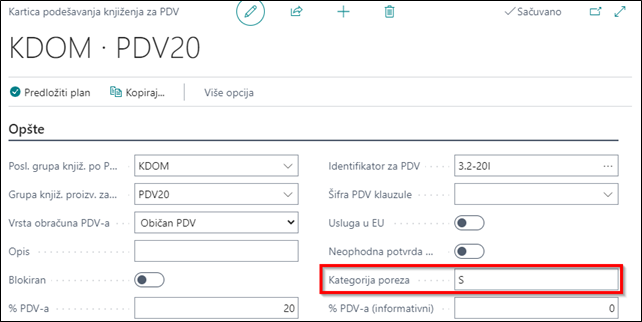 Kartica podešavanja knjiženja za PDV
Sačuvano
KDOM · PDV20
Predložiti plan
Kopiraj...
Više opcija
Opšte
Posl. grupa knjiž. po P... KDOM
Identifikator za PDV 3.2-20I
Grupa knjiž. proizv. za... PDV20
Šifra PDV klauzule
Vrsta obračuna PDV-a Običan PDV
Usluga u EU
Opis
Neophodna potvrda ...
Blokiran
Kategorija poreza S
% PDV-a 20
% PDV-a (informativni) 0